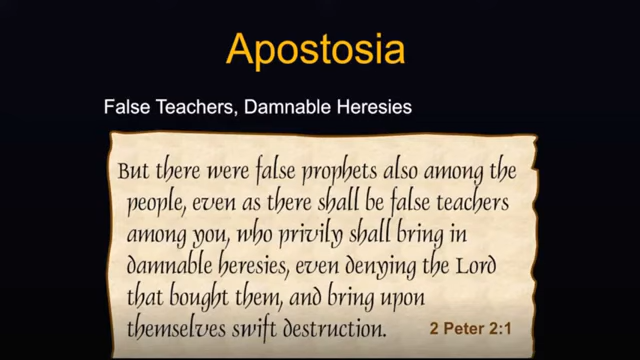 Apostosia
False Teachers, Damnable Heresies
But there were false prophets also among the
people, even as there shall be false teachers
among you, who privily shall bring in
damnable heresies, even denying the Lord
that bought them, and bring upon
themselves swift destruction. 2 Peter 2:1